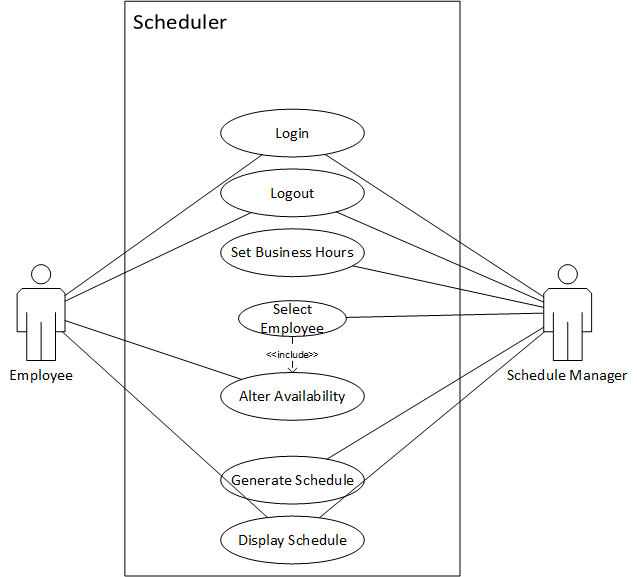 Scheduler
Login
Logout
Set Business Hours
Select
Employee
<<include>>
Employee
Schedule Manager
Alter Availability
Generate Schedule
Display Schedule